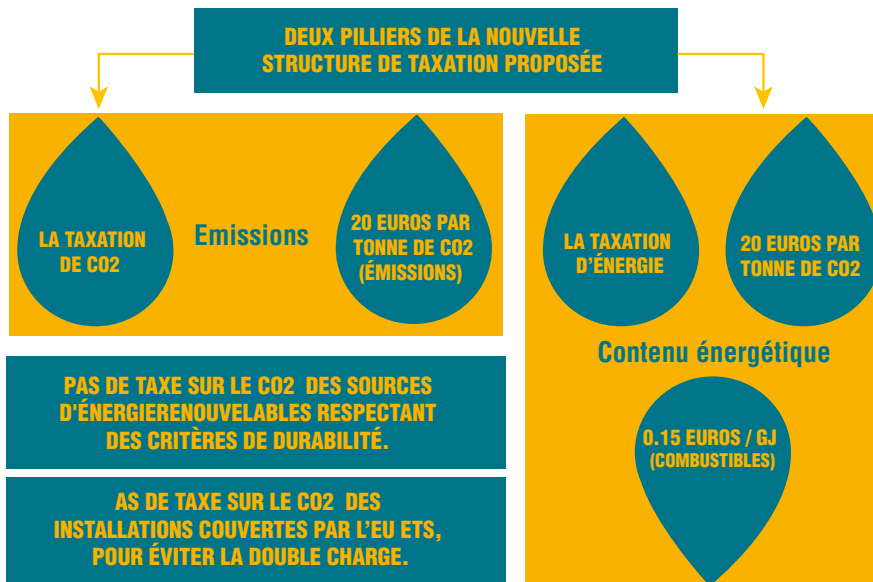 DEUX PILLIERS DE LA NOUVELLE
STRUCTURE DE TAXATION PROPOSÉE
LA TAXATION
DE CO2
Emissions
20 EUROS PAR
TONNE DE CO2
(ÉMISSIONS)
PAS DE TAXE SUR LE CO2 DES SOURCES
D'ÉNERGIERENOUVELABLES RESPECTANT
DES CRITÈRES DE DURABILITÉ.
AS DE TAXE SUR LE CO2 DES
INSTALLATIONS COUVERTES PAR L'EU ETS,
POUR ÉVITER LA DOUBLE CHARGE.
LA TAXATION
D'ÉNERGIE
20 EUROS PAR
TONNE DE CO2
Contenu énergétique
0.15 EUROS / GJ
(COMBUSTIBLES)